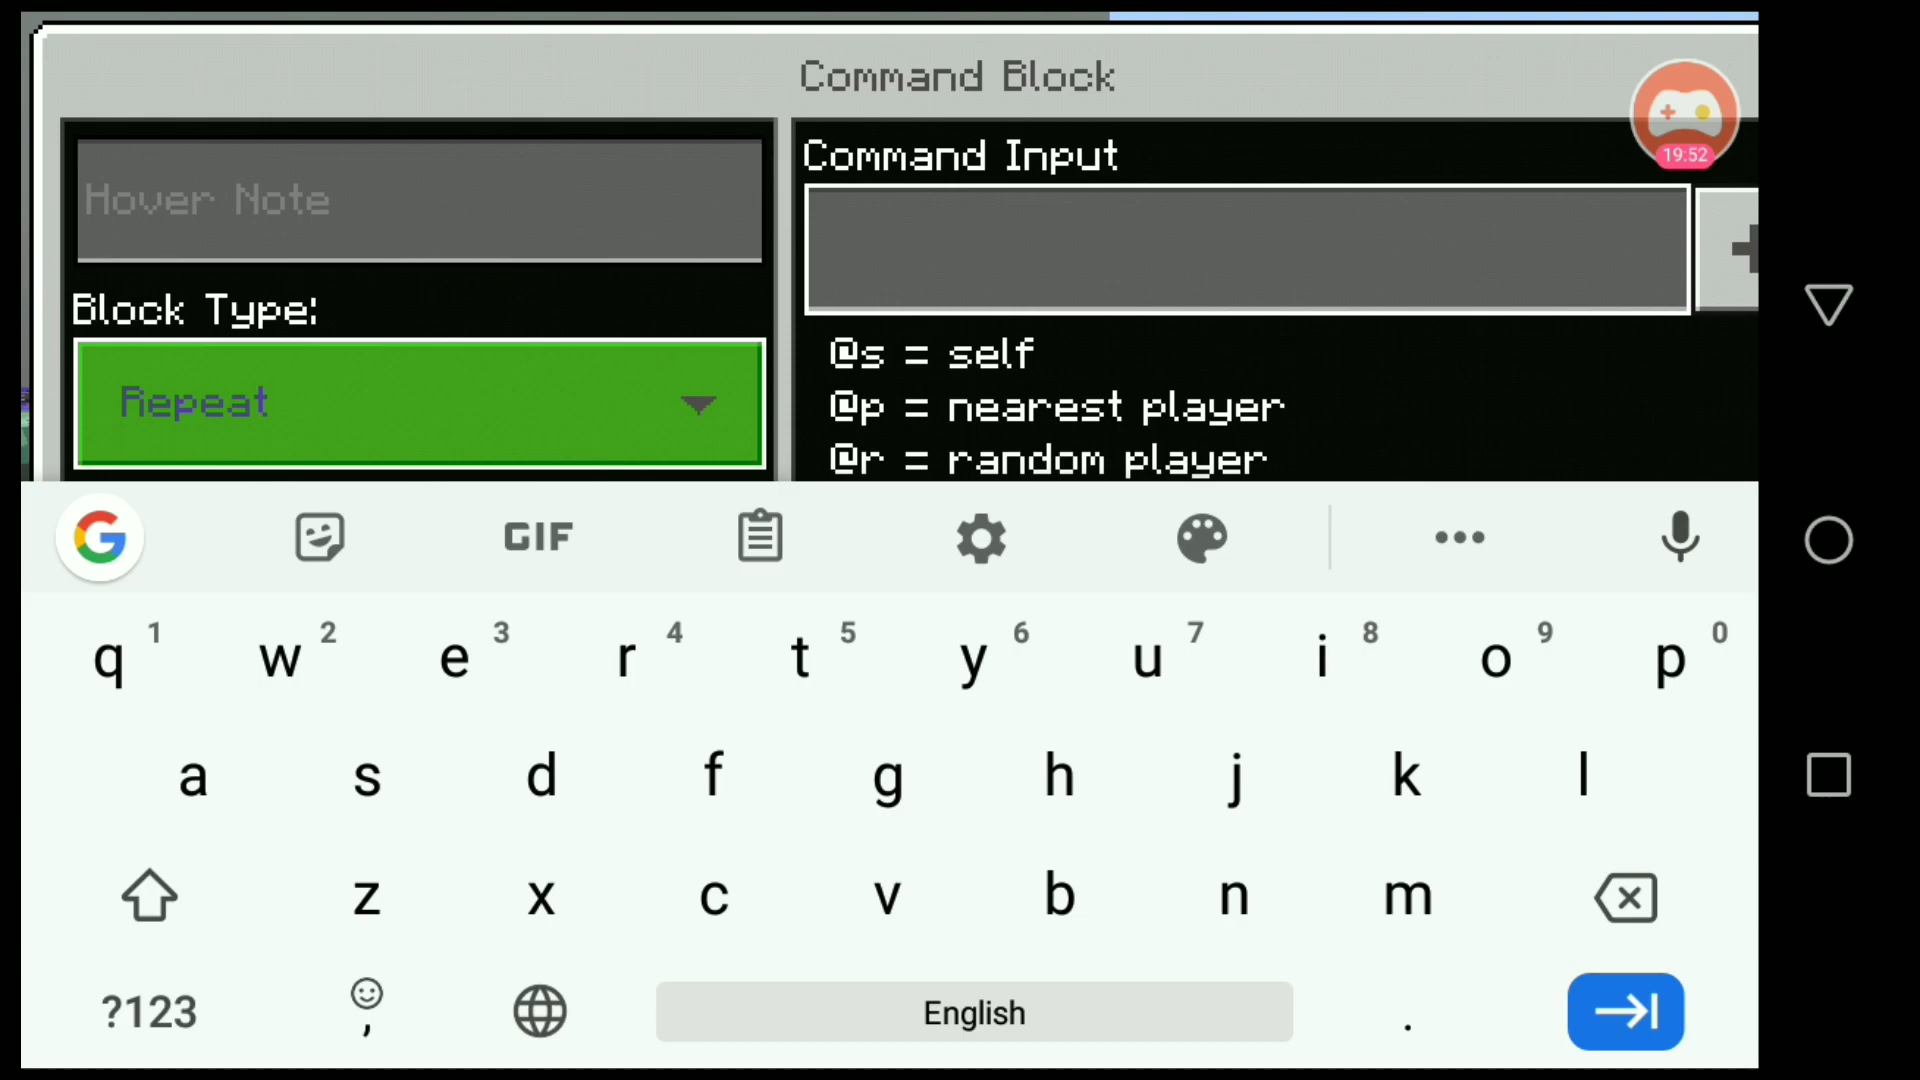 Command Block
19:52
Hover Note
Command Input
Block Type:
Repeat
@s = self
@p = nearest player
@r = random player
G GIF
q 1 w 2 e 3 r 4 t 5 y 6 u 7 i 8 o 9 p 0
a s d f g h j k l
z x c v b n m
?123 , English .